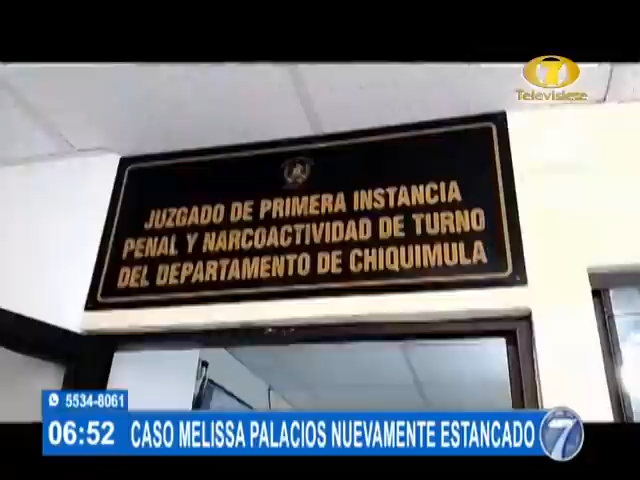 Televisiete
JUZGADO DE PRIMERA INSTANCIA
PENAL Y NARCOACTIVIDAD DE TURNO
DEL DEPARTAMENTO DE CHIQUIMULA
5534-8061
06:52 CASO MELISSA PALACIOS NUEVAMENTE ESTANCADO 7